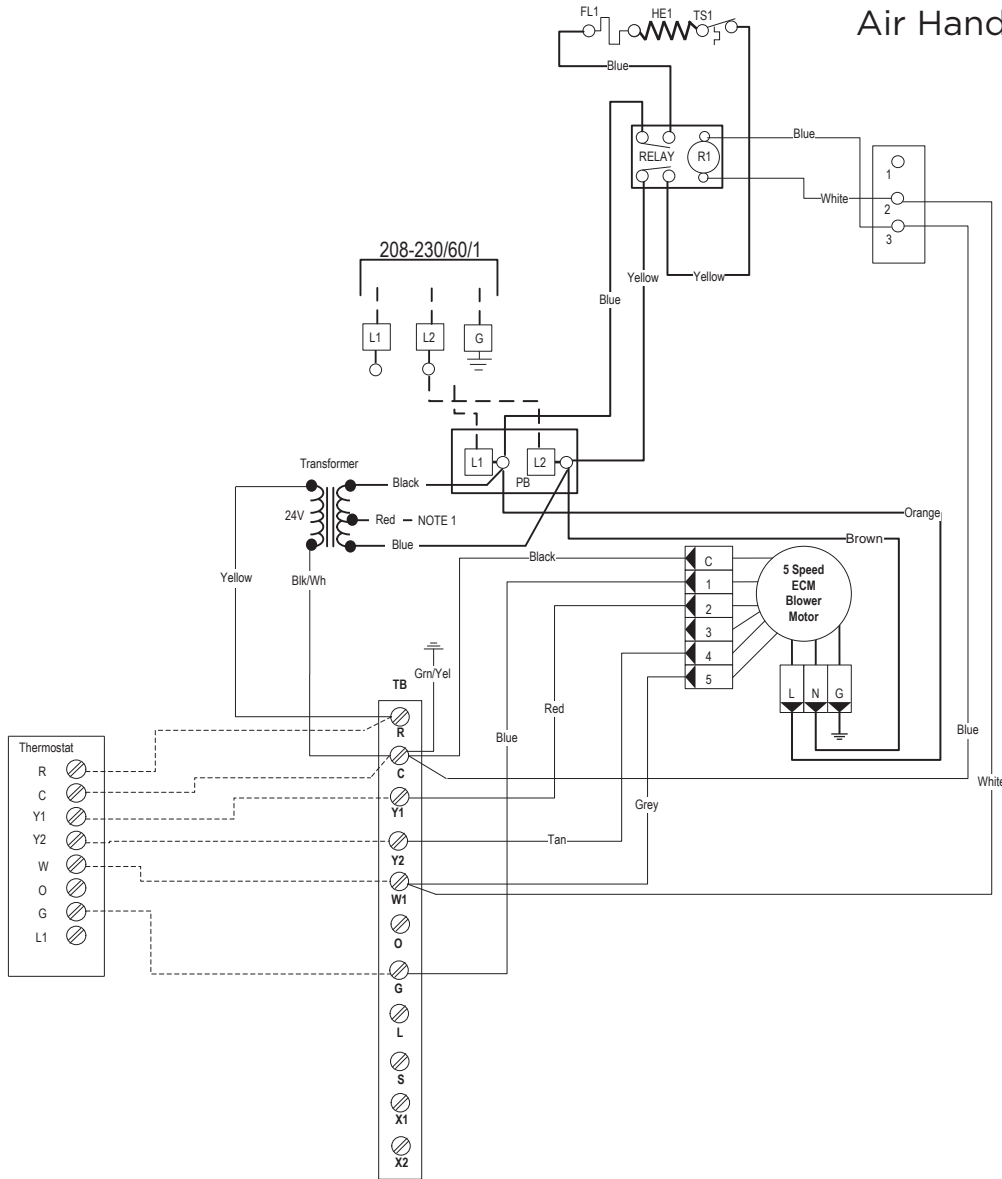 Air Hand
FL1
HE1
TS1
Blue
RELAY
R1
Blue
White
1
2
3
208-230/60/1
L1
L2
G
Blue
Yellow
Yellow
L1
L2
PB
Transformer
24V
Black
Red
NOTE 1
Blue
Orange
Brown
Yellow
Blk/Wh
Black
Grn/Yel
C
1
2
3
4
5
5 Speed
ECM
Blower
Motor
L
N
G
Red
Blue
Grey
Tan
Blue
White
TB
R
C
Y1
Y2
W1
O
G
L
S
X1
X2
Thermostat
R
C
Y1
Y2
W
O
G
L1